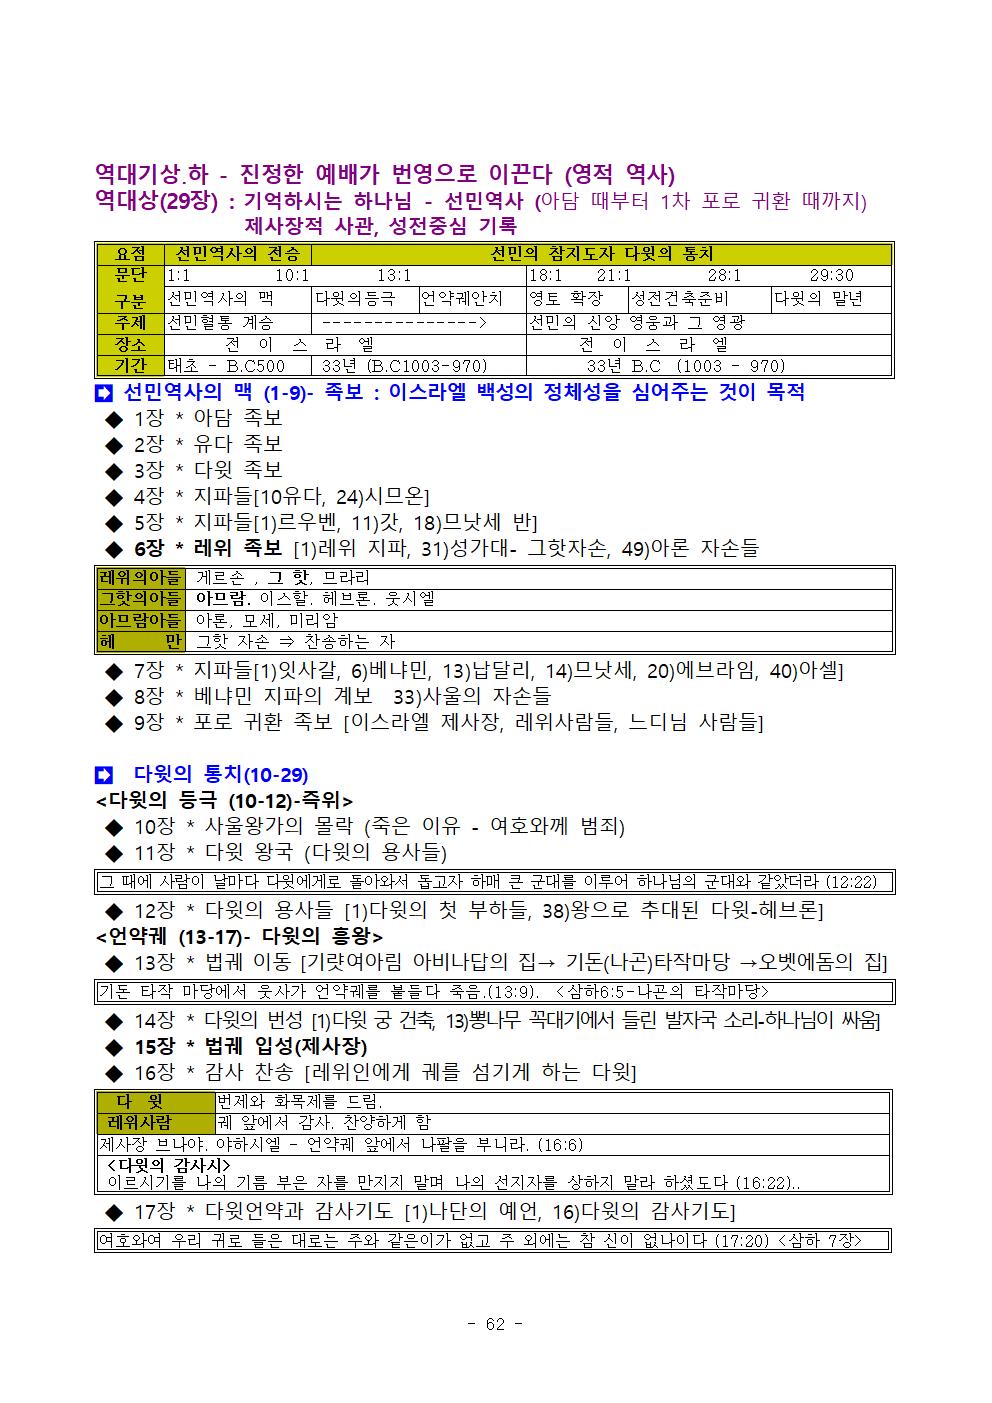 역대기상.하 - 진정한 예배가 번영으로 이끈다 (영적 역사)
역대상(29장) : 기억하시는 하나님 - 선민역사 (아담 때부터 1차 포로 귀환 때까지)
제사장적 사관, 성전중심 기록
요점 선민역사의 전승 선민의 참지도자 다윗의 통치
문단 1:1 10:1 13:1 18:1 21:1 28:1 29:30
구분 선민역사의 맥 다윗의등극 언약궤안치 영토 확장 성전건축준비 다윗의 말년
주제 선민혈통 계승 ---------------> 선민의 신앙 영웅과 그 영광
장소 전 이 스 라 엘 전 이 스 라 엘
기간 태초 - B.C500 33년 (B.C1003-970) 33년 B.C (1003 - 970)
➡ 선민역사의 맥 (1-9)- 족보 : 이스라엘 백성의 정체성을 심어주는 것이 목적
◆ 1장 * 아담 족보
◆ 2장 * 유다 족보
◆ 3장 * 다윗 족보
◆ 4장 * 지파들[10유다, 24)시므온]
◆ 5장 * 지파들[1)르우벤, 11)갓, 18)므낫세 반]
◆ 6장 * 레위 족보 [1)레위 지파, 31)성가대- 그핫자손, 49)아론 자손들
레위의아들 게르손 , 그 핫, 므라리
그핫의아들 아므람. 이스할. 헤브론. 웃시엘
아므람아들 아론, 모세, 미리암
헤 만 그핫 자손 ⇒ 찬송하는 자
◆ 7장 * 지파들[1)잇사갈, 6)베냐민, 13)납달리, 14)므낫세, 20)에브라임, 40)아셀]
◆ 8장 * 베냐민 지파의 계보 33)사울의 자손들
◆ 9장 * 포로 귀환 족보 [이스라엘 제사장, 레위사람들, 느디님 사람들]
➡ 다윗의 통치(10-29)
<다윗의 등극 (10-12)-즉위>
◆ 10장 * 사울왕가의 몰락 (죽은 이유 - 여호와께 범죄)
◆ 11장 * 다윗 왕국 (다윗의 용사들)
그 때에 사람이 날마다 다윗에게로 돌아와서 돕고자 하매 큰 군대를 이루어 하나님의 군대와 같았더라 (12:22)
◆ 12장 * 다윗의 용사들 [1)다윗의 첫 부하들, 38)왕으로 추대된 다윗-헤브론]
<언약궤 (13-17)- 다윗의 흥왕>
◆ 13장 * 법궤 이동 [기럇여아림 아비나답의 집→ 기돈(나곤)타작마당 →오벳에돔의 집]
기돈 타작 마당에서 웃사가 언약궤를 붙들다 죽음.(13:9). <삼하6:5-나곤의 타작마당>
◆ 14장 * 다윗의 번성 [1)다윗 궁 건축, 13)뽕나무 꼭대기에서 들린 발자국 소리-하나님이 싸움]
◆ 15장 * 법궤 입성(제사장)
◆ 16장 * 감사 찬송 [레위인에게 궤를 섬기게 하는 다윗]
다 윗 번제와 화목제를 드림.
레위사람 궤 앞에서 감사. 찬양하게 함
제사장 브나야. 야하시엘 - 언약궤 앞에서 나팔을 부니라. (16:6)
<다윗의 감사시>
이르시기를 나의 기름 부은 자를 만지지 말며 나의 선지자를 상하지 말라 하셨도다 (16:22)..
◆ 17장 * 다윗언약과 감사기도 [1)나단의 예언, 16)다윗의 감사기도]
여호와여 우리 귀로 들은 대로는 주와 같은이가 없고 주 외에는 참 신이 없나이다 (17:20) <삼하 7장>
- 62 -